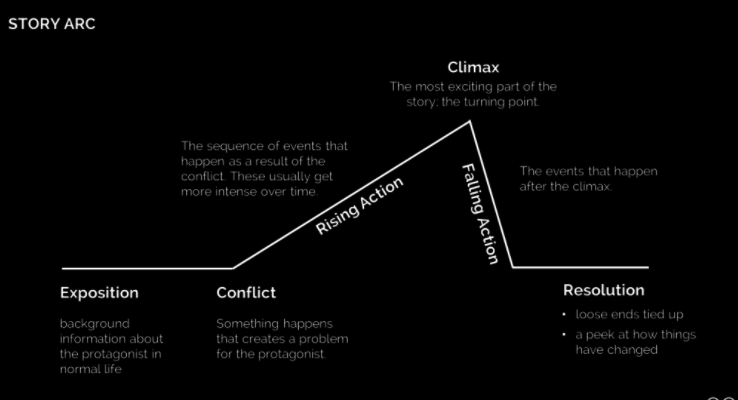 STORY ARC
Climax
The most exciting part of the
story; the turning point.
The sequence of events that
happen as a result of the
conflict. These usually get
more intense over time.
Rising Action
Falling Action
The events that happen
after the climax.
Exposition
background
information about
the protagonist in
normal life
Conflict
Something happens
that creates a problem
for the protagonist.
Resolution
• loose ends tied up
• a peek at how things
have changed